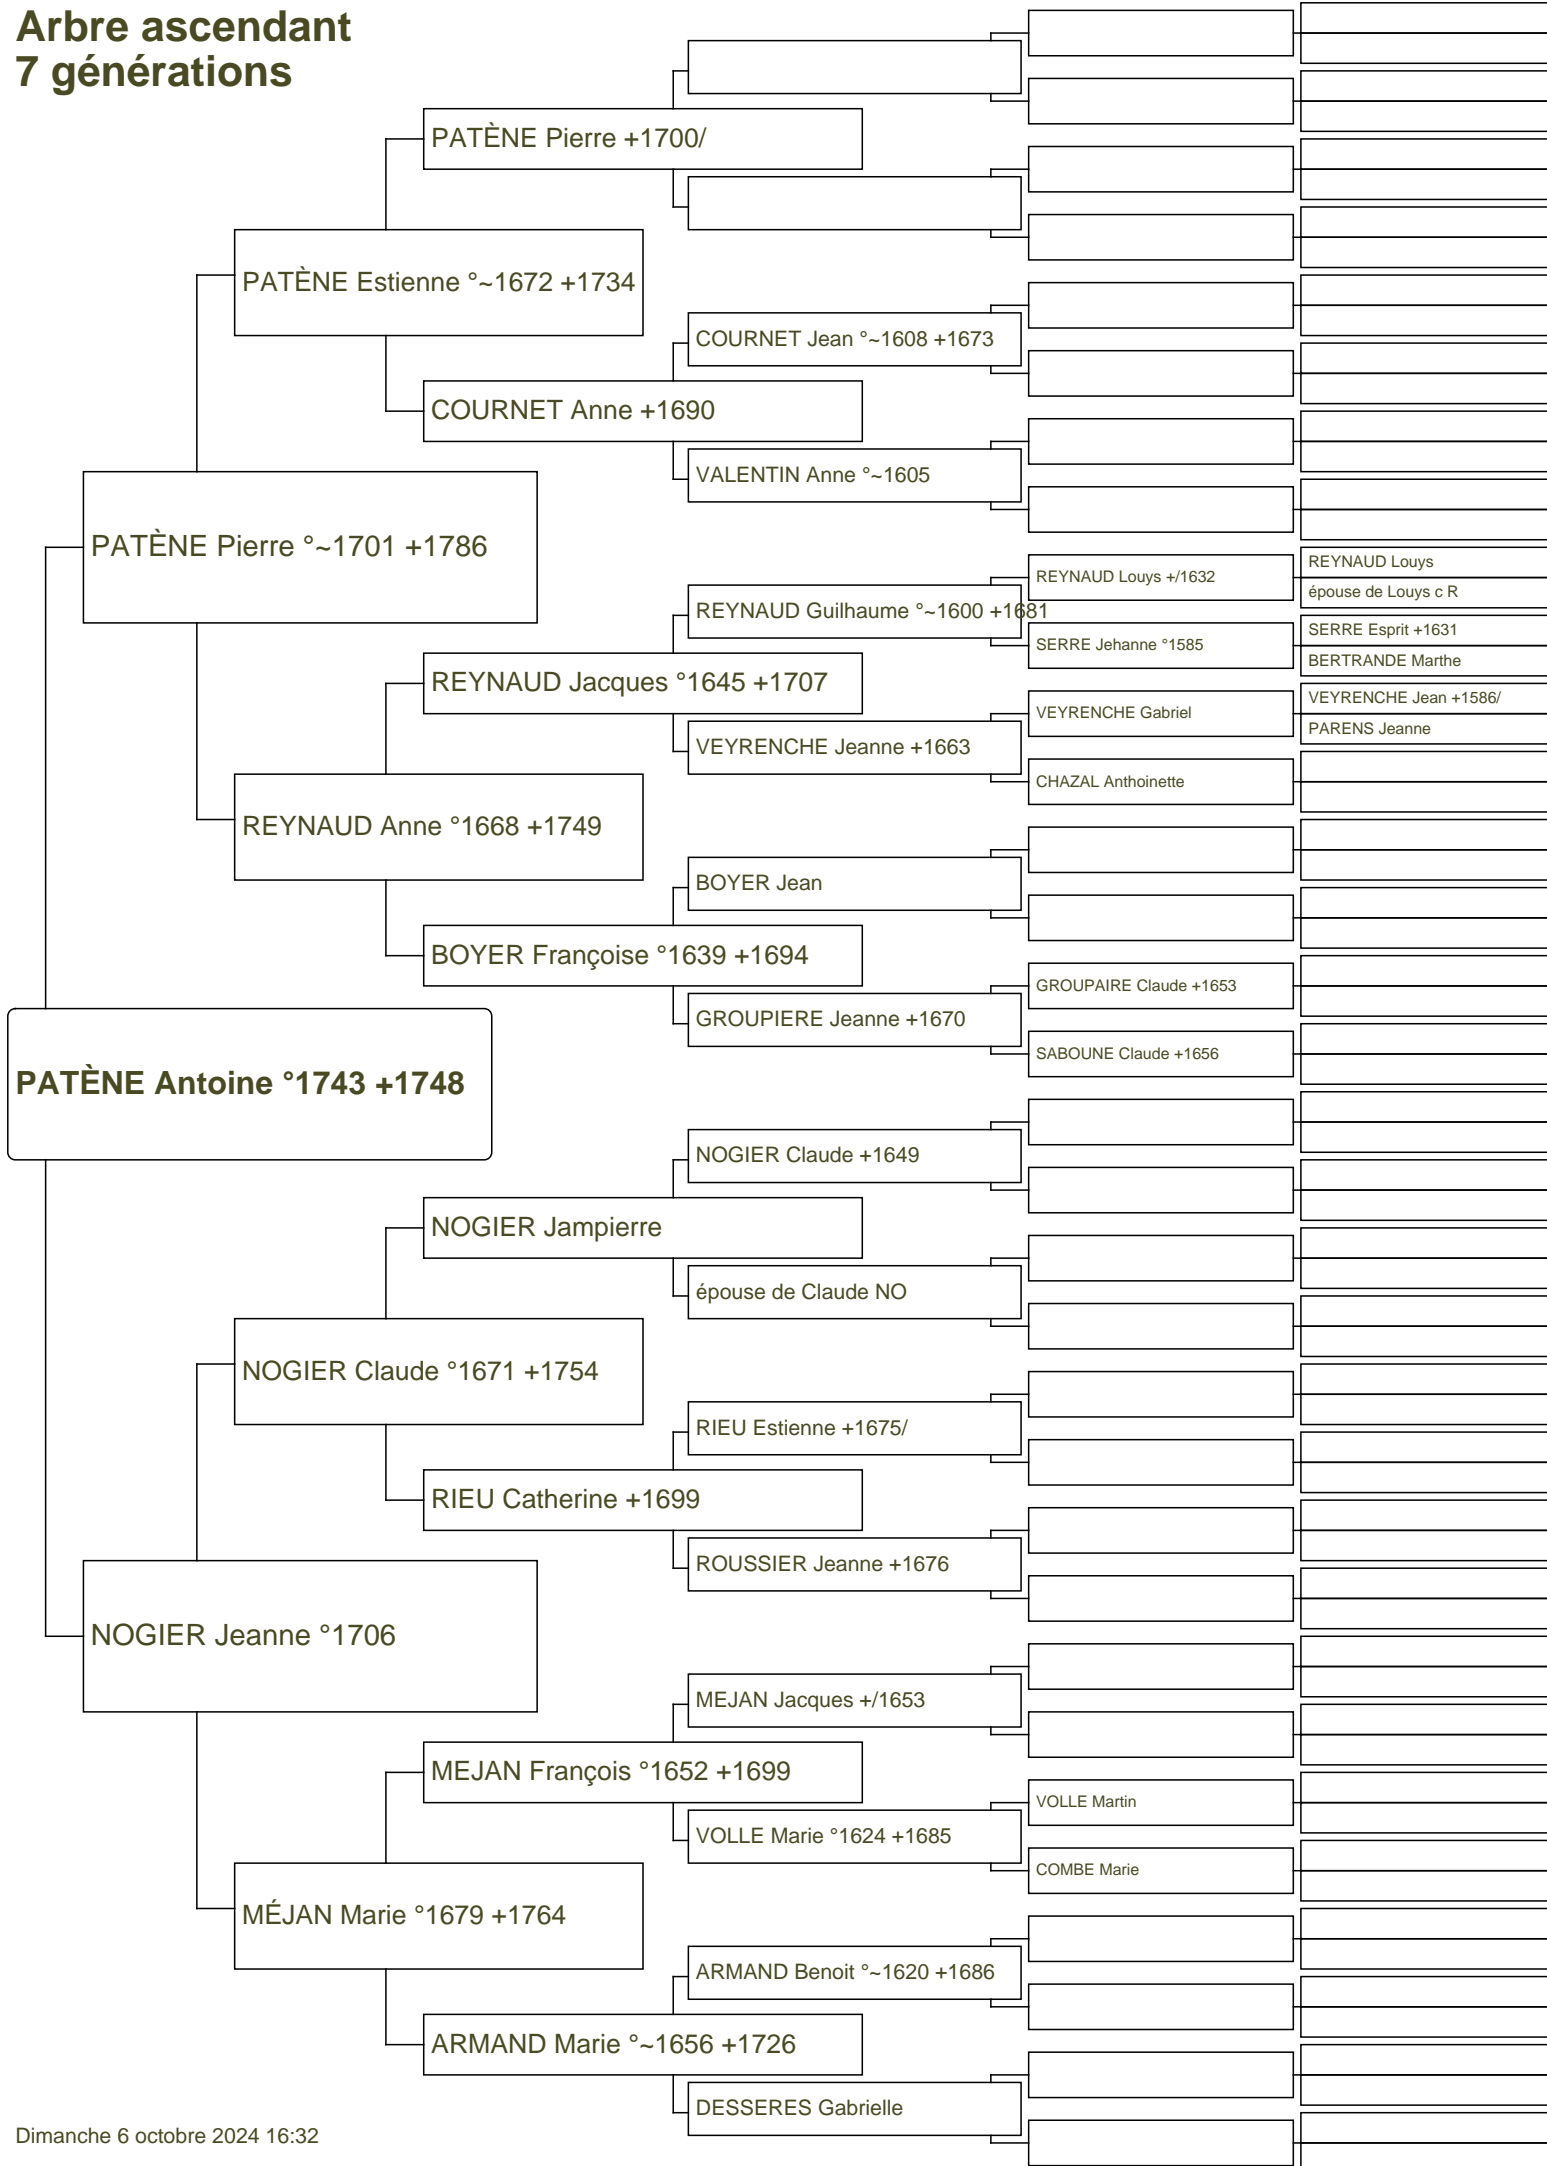 Arbre ascendant
7 générations
PATÈNE Pierre +1700/
PATÈNE Estienne °~1672 +1734
COURNET Jean °~1608 +1673
COURNET Anne +1690
VALENTIN Anne °~1605
PATÈNE Pierre °~1701 +1786
REYNAUD Louys
REYNAUD Louys +/1632
épouse de Louys c R
REYNAUD Guilhaume °~1600 +1681
SERRE Esprit +1631
SERRE Jehanne °1585
BERTRANDE Marthe
REYNAUD Jacques °1645 +1707
VEYRENCHE Jean +1586/
VEYRENCHE Gabriel
PARENS Jeanne
VEYRENCHE Jeanne +1663
CHAZAL Anthoinette
REYNAUD Anne °1668 +1749
BOYER Jean
BOYER Françoise °1639 +1694
GROUPAIRE Claude +1653
GROUPIERE Jeanne +1670
SABOUNE Claude +1656
PATÈNE Antoine °1743 +1748
NOGIER Claude +1649
NOGIER Jampierre
épouse de Claude NO
NOGIER Claude °1671 +1754
RIEU Estienne +1675/
RIEU Catherine +1699
ROUSSIER Jeanne +1676
NOGIER Jeanne °1706
MEJAN Jacques +/1653
MEJAN François °1652 +1699
VOLLE Martin
VOLLE Marie °1624 +1685
COMBE Marie
MÉJAN Marie °1679 +1764
ARMAND Benoit °~1620 +1686
ARMAND Marie °~1656 +1726
DESSERES Gabrielle
Dimanche 6 octobre 2024 16:32